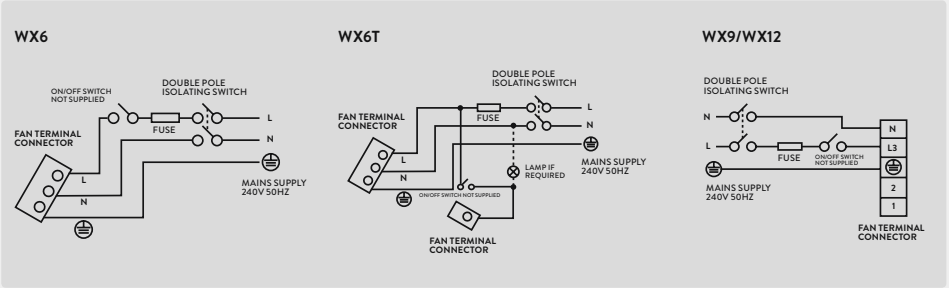 WX6
ON/OFF SWITCH
NOT SUPPLIED
DOUBLE POLE
ISOLATING SWITCH
FUSE
L
N
FAN TERMINAL
CONNECTOR
L
N
MAINS SUPPLY
240V 50HZ
WX6T
DOUBLE POLE
ISOLATING SWITCH
FUSE
L
N
FAN TERMINAL
CONNECTOR
L
N
MAINS SUPPLY
240V 50HZ
LAMP IF
REQUIRED
ON/OFF SWITCH NOT SUPPLIED
FAN TERMINAL
CONNECTOR
WX9/WX12
DOUBLE POLE
ISOLATING SWITCH
N
L
FUSE
ON/OFF SWITCH
NOT SUPPLIED
MAINS SUPPLY
240V 50HZ
N
L3
2
1
FAN TERMINAL
CONNECTOR